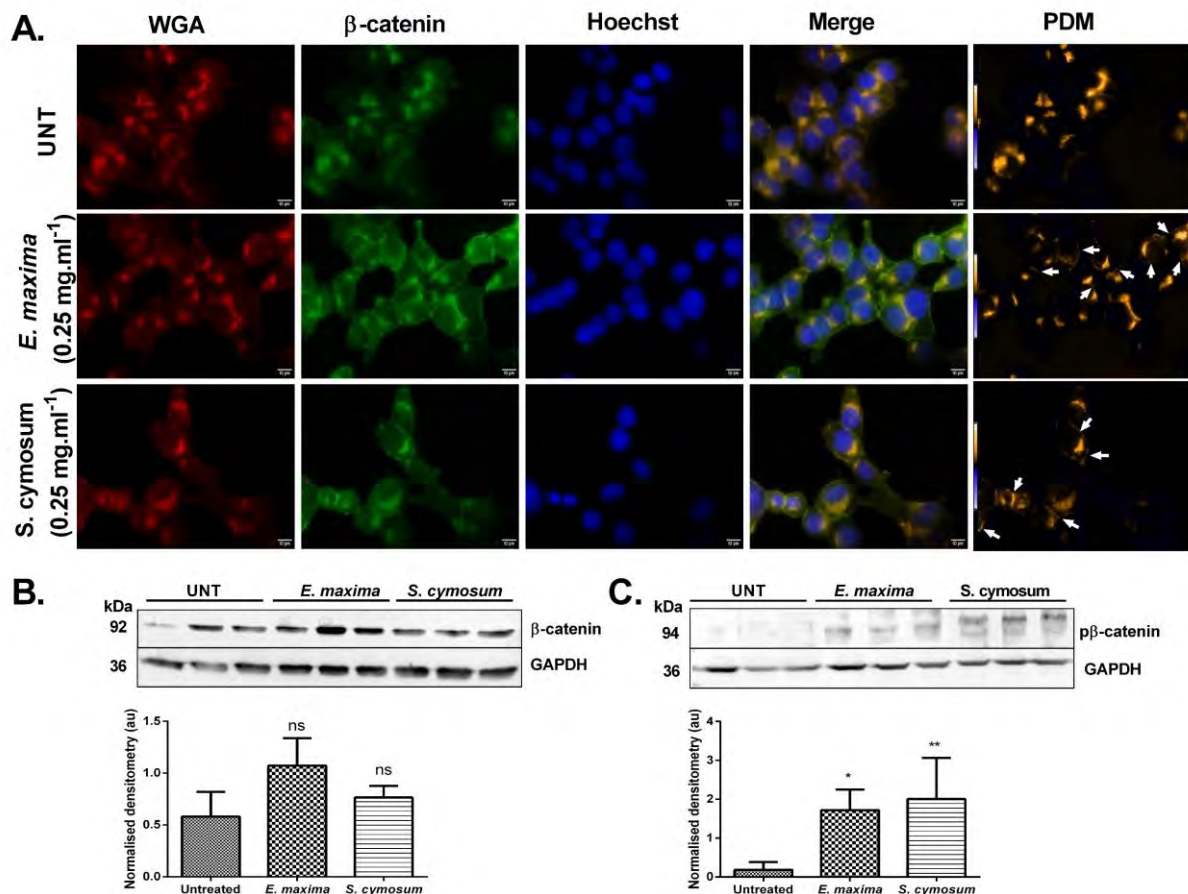 A.
WGA
β-catenin
Hoechst
Merge
PDM
UNT
E. maxima
(0.25 mg.ml⁻¹)
S. cymosum
(0.25 mg.ml⁻¹)
B.
UNT
E. maxima
S. cymosum
kDa
92
β-catenin
36
GAPDH
Normalised densitometry (au)
1.5
1.0
0.5
0.0
ns
ns
Untreated
E. maxima
S. cymosum
C.
UNT
E. maxima
S. cymosum
kDa
94
pβ-catenin
36
GAPDH
Normalised densitometry (au)
4
3
2
1
0
*
**
Untreated
E. maxima
S. cymosum